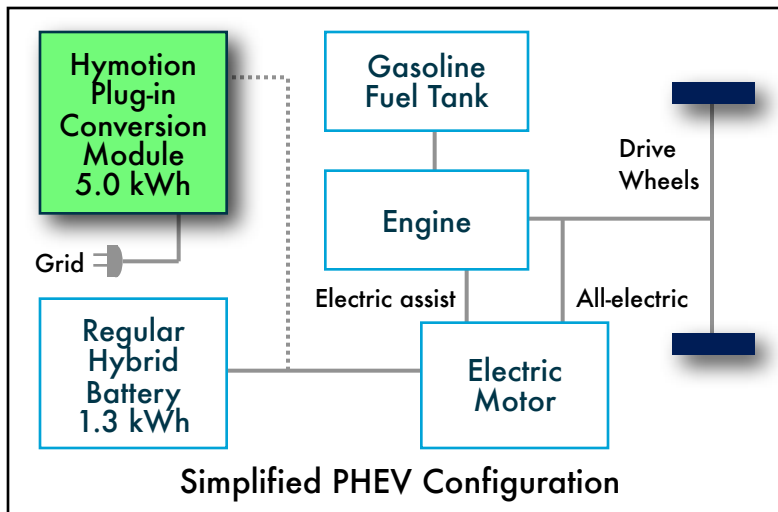 Hymotion
Plug-in
Conversion
Module
5.0 kWh
Gasoline
Fuel Tank
Drive
Wheels
Engine
Grid
Electric assist
All-electric
Regular
Hybrid
Battery
1.3 kWh
Electric
Motor
Simplified PHEV Configuration